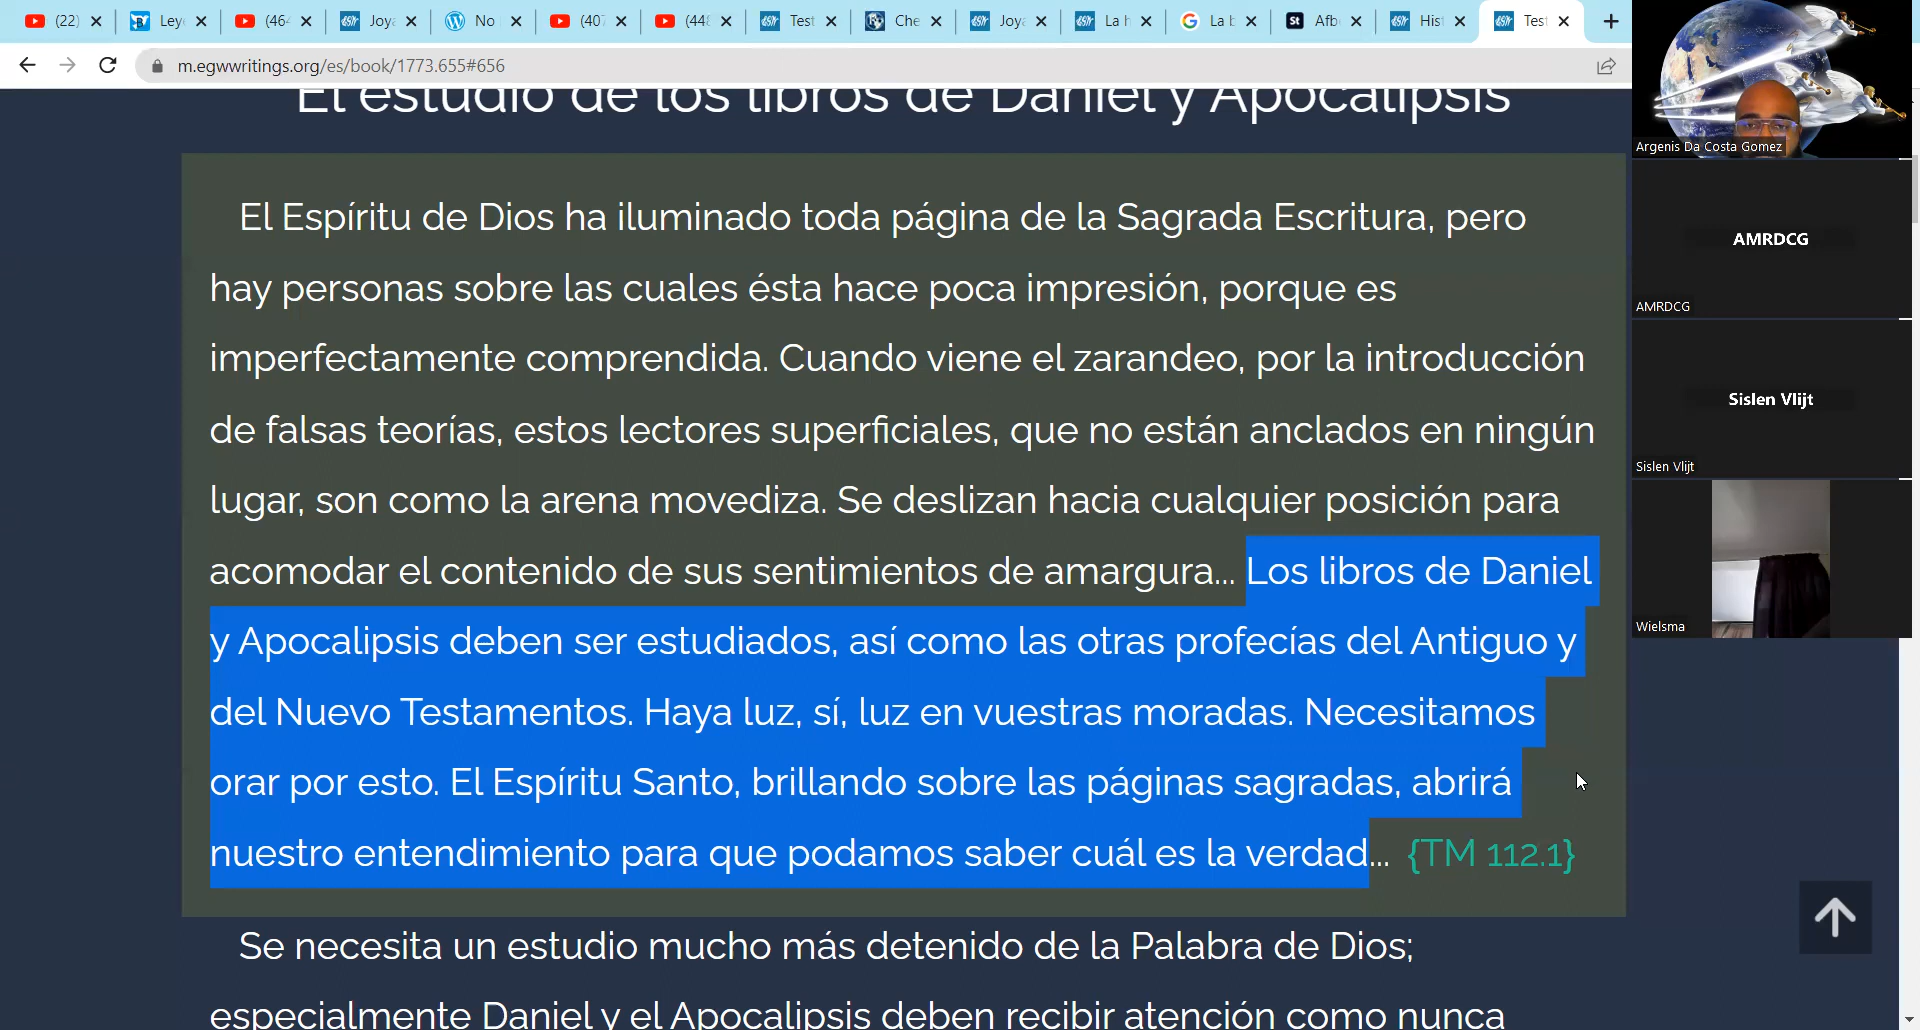 (22)
Ley
(464
Joya
No
(407
(448
Test
Che
Joya
La h
La b
Afb
Hist
Test
m.egwwritings.org/es/book/1773.655#656
El estudio de los libros de Daniel y Apocalipsis
El Espíritu de Dios ha iluminado toda página de la Sagrada Escritura, pero
hay personas sobre las cuales ésta hace poca impresión, porque es
imperfectamente comprendida. Cuando viene el zarandeo, por la introducción
de falsas teorías, estos lectores superficiales, que no están anclados en ningún
lugar, son como la arena movediza. Se deslizan hacia cualquier posición para
acomodar el contenido de sus sentimientos de amargura... Los libros de Daniel
y Apocalipsis deben ser estudiados, así como las otras profecías del Antiguo y
del Nuevo Testamentos. Haya luz, sí, luz en vuestras moradas. Necesitamos
orar por esto. El Espíritu Santo, brillando sobre las páginas sagradas, abrirá
nuestro entendimiento para que podamos saber cuál es la verdad... {TM 112.1}
Se necesita un estudio mucho más detenido de la Palabra de Dios;
especialmente Daniel y el Apocalipsis deben recibir atención como nunca
Argenis Da Costa Gomez
AMRDCG
AMRDCG
Sislen Vlijt
Sislen Vlijt
Wielsma